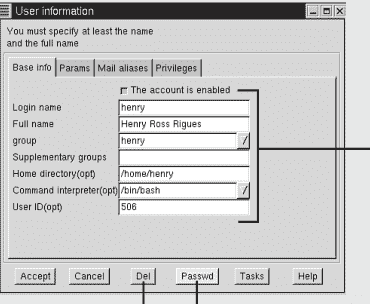 User information
You must specify at least the name
and the full name
Base info Params Mail aliases Privileges
The account is enabled
Login name henry
Full name Henry Ross Rigues
group henry
Supplementary groups
Home directory(opt) /home/henry
Command interpreter(opt) /bin/bash
User ID(opt) 506
Accept Cancel Del Passwd Tasks Help